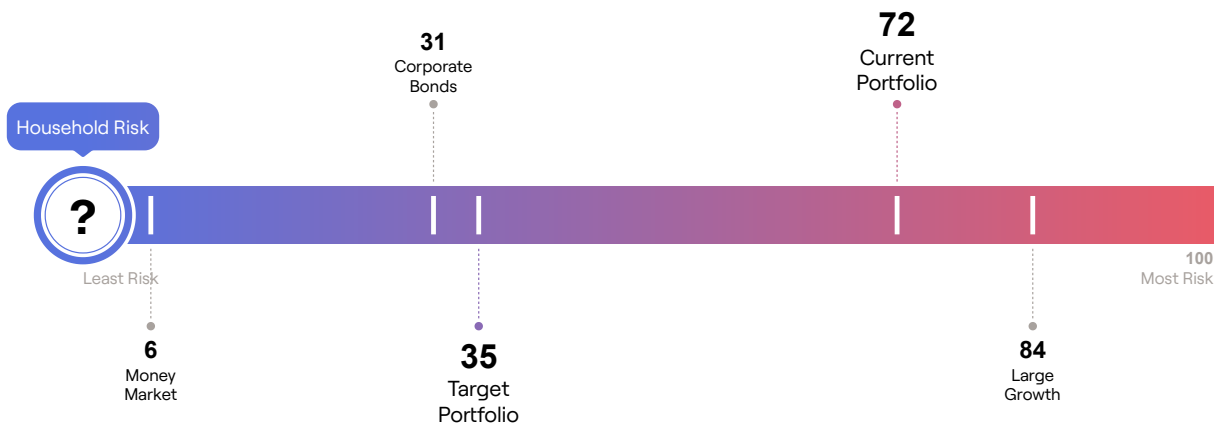 72
Current
Portfolio
31
Corporate
Bonds
Household Risk
?
Least Risk
100
Most Risk
6
Money
Market
35
Target
Portfolio
84
Large
Growth